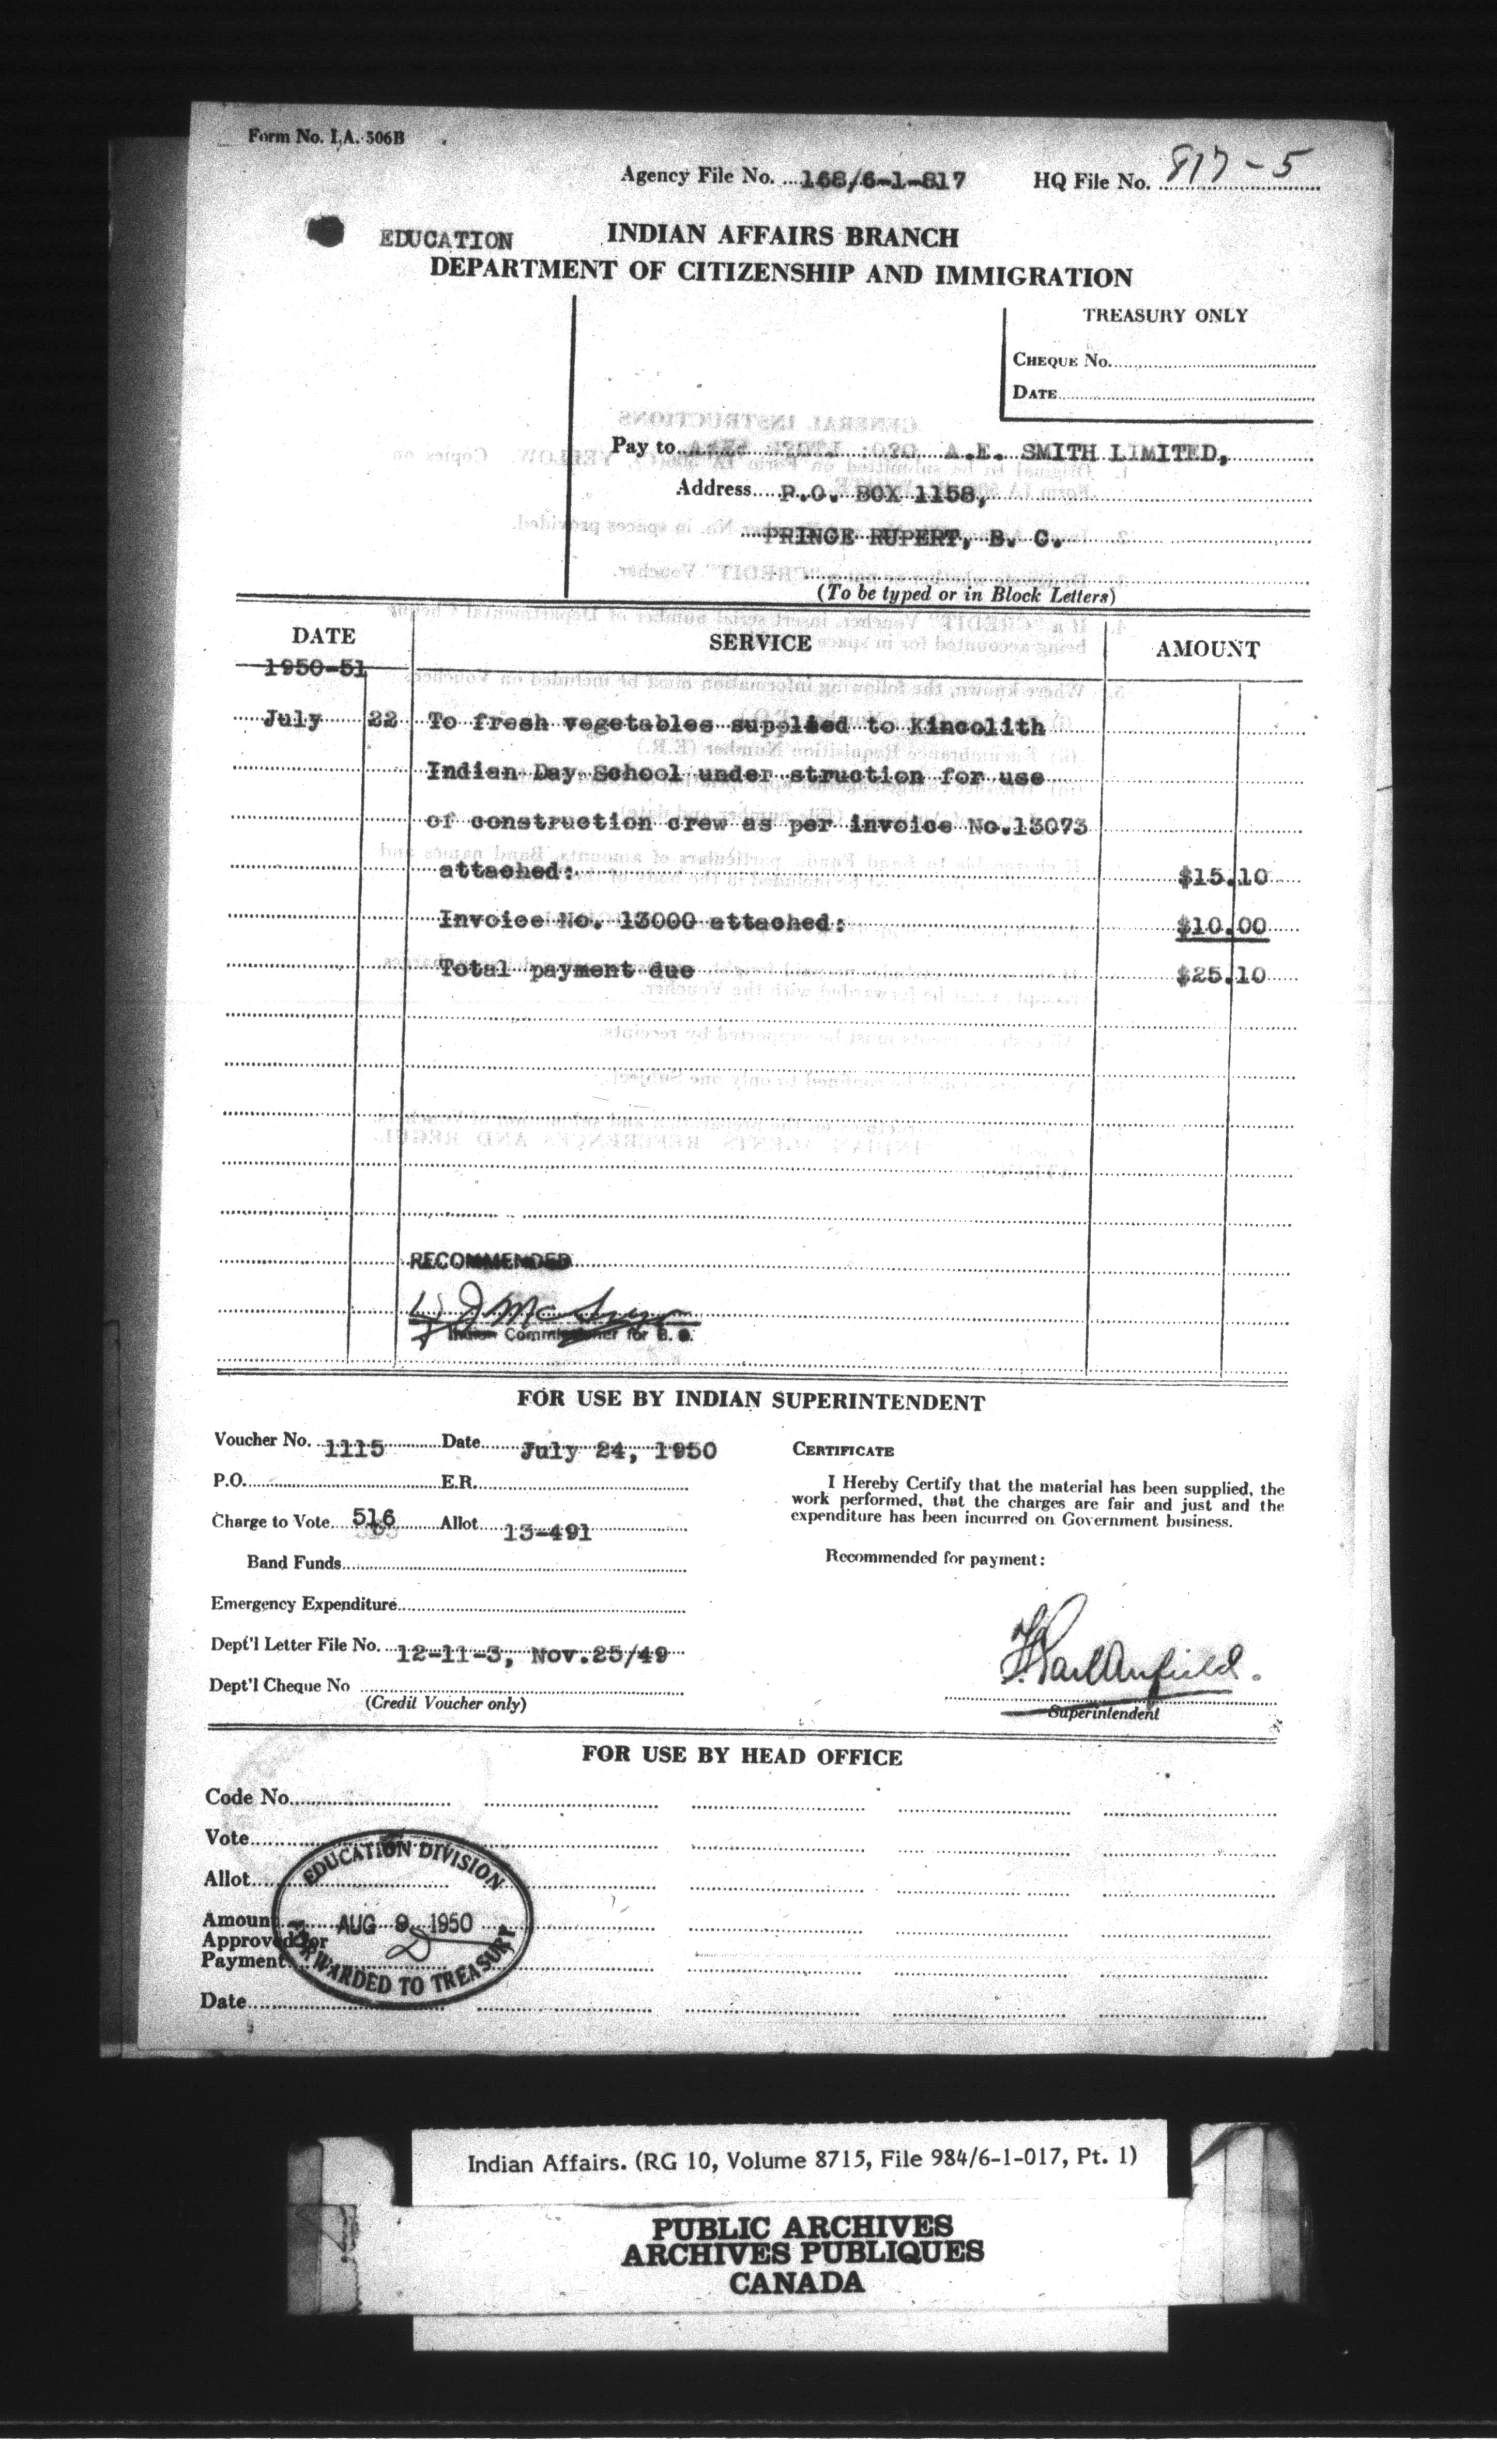 Form No. I.A. 506B
Agency File No. 168/6-1-817 HQ File No. 817-5
EDUCATION INDIAN AFFAIRS BRANCH
DEPARTMENT OF CITIZENSHIP AND IMMIGRATION
TREASURY ONLY
CHEQUE No.
DATE
Pay to A.E. SMITH LIMITED,
Address P.O. BOX 1158,
PRINCE RUPERT, B. C.
(To be typed or in Block Letters)
DATE SERVICE AMOUNT
1950-51
July 22 To fresh vegetables supplied to Kincolith
Indian Day School under struction for use
of construction crew as per invoice No.13073
attached: $15.10
Invoice No. 13000 attached: $10.00
Total payment due $25.10
RECOMMENDED
Indian Commissioner for B. C.
FOR USE BY INDIAN SUPERINTENDENT
Voucher No. 1115 Date July 24, 1950
P.O. E.R.
Charge to Vote 516 Allot 13-491
Band Funds
Emergency Expenditure
Dept'l Letter File No. 12-11-3, Nov.25/49
Dept'l Cheque No
(Credit Voucher only)
CERTIFICATE
I Hereby Certify that the material has been supplied, the
work performed, that the charges are fair and just and the
expenditure has been incurred on Government business.
Recommended for payment:
F. Earl Anfield.
Superintendent
FOR USE BY HEAD OFFICE
Code No.
Vote
Allot
Amount
Approved for
Payment
Date
EDUCATION DIVISION
AUG 9 1950
FORWARDED TO TREASURY
Indian Affairs. (RG 10, Volume 8715, File 984/6-1-017, Pt. 1)
PUBLIC ARCHIVES
ARCHIVES PUBLIQUES
CANADA